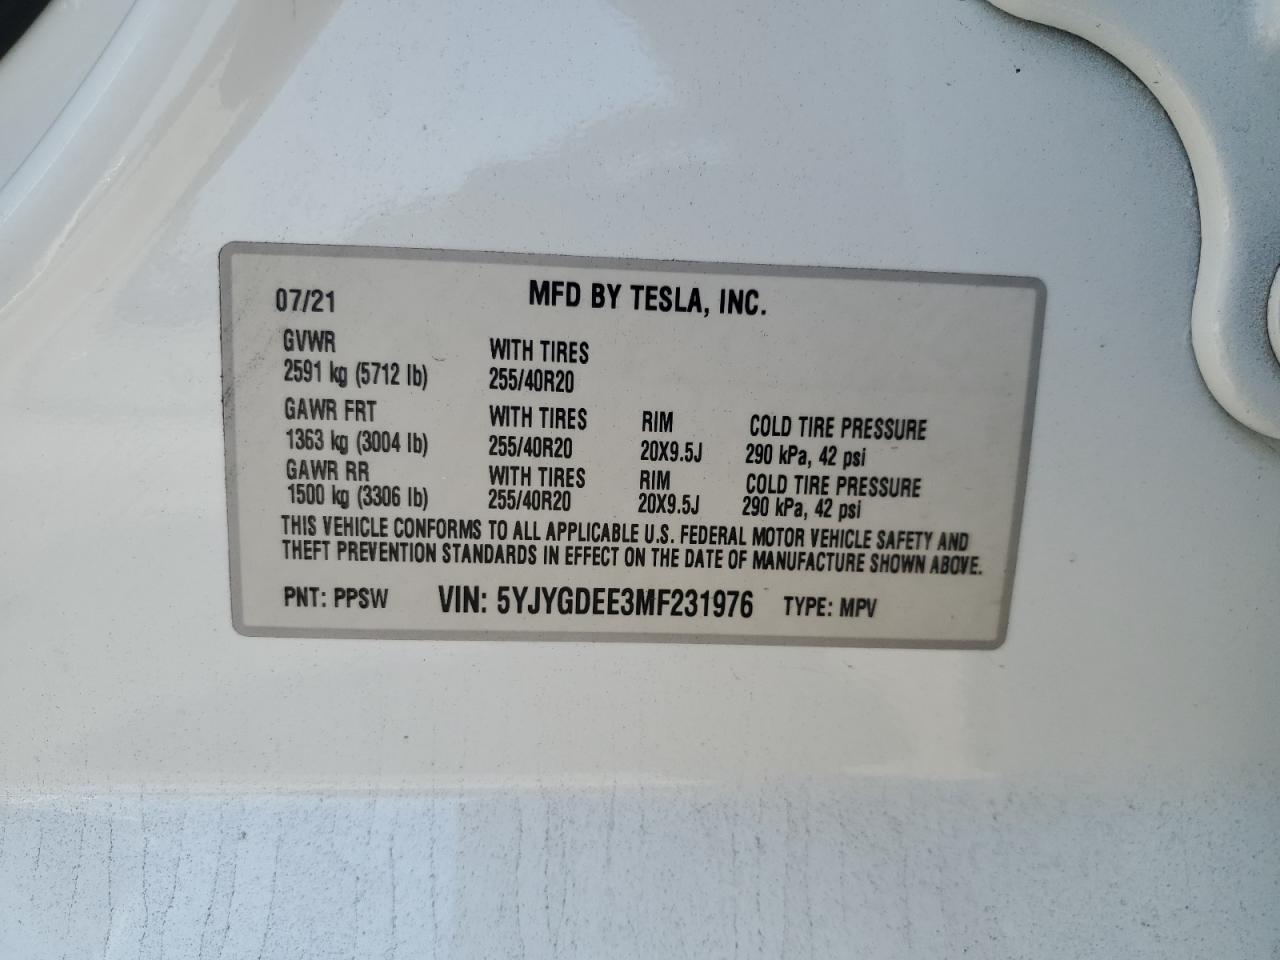 07/21 MFD BY TESLA, INC.
GVWR WITH TIRES
2591 kg (5712 lb) 255/40R20
GAWR FRT WITH TIRES RIM COLD TIRE PRESSURE
1363 kg (3004 lb) 255/40R20 20X9.5J 290 kPa, 42 psi
GAWR RR WITH TIRES RIM COLD TIRE PRESSURE
1500 kg (3306 lb) 255/40R20 20X9.5J 290 kPa, 42 psi
THIS VEHICLE CONFORMS TO ALL APPLICABLE U.S. FEDERAL MOTOR VEHICLE SAFETY AND
THEFT PREVENTION STANDARDS IN EFFECT ON THE DATE OF MANUFACTURE SHOWN ABOVE.
PNT: PPSW VIN: 5YJYGDEE3MF231976 TYPE: MPV